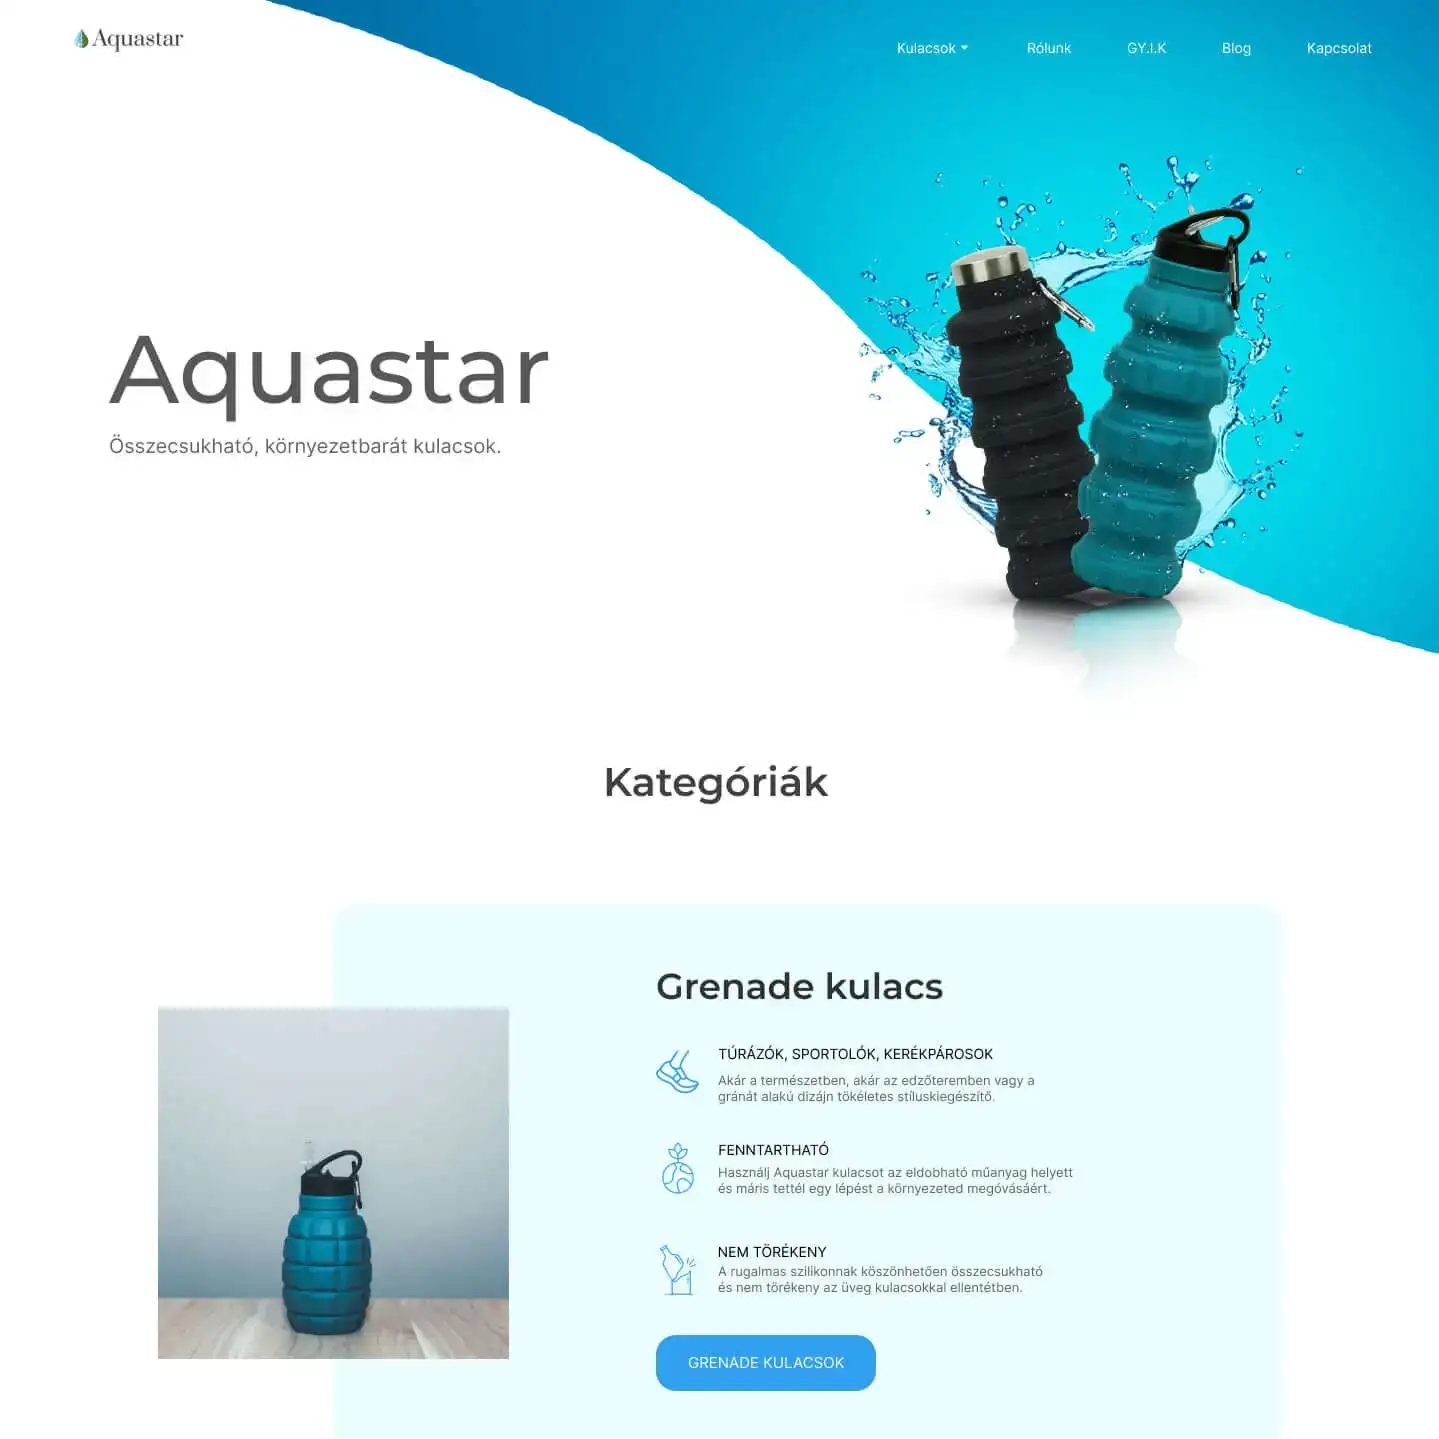 Aquastar
Kulacsok
Rólunk
GY.I.K
Blog
Kapcsolat
Aquastar
Összecsukható, környezetbarát kulacsok.
Kategóriák
Grenade kulacs
TÚRÁZÓK, SPORTOLÓK, KERÉKPÁROSOK
Akár a természetben, akár az edzőteremben vagy a
gránát alakú dizájn tökéletes stíluskiegészítő.
FENNTARTHATÓ
Használj Aquastar kulacsot az eldobható műanyag helyett
és máris tettél egy lépést a környezeted megóvásáért.
NEM TÖRÉKENY
A rugalmas szilikonnak köszönhetően összecsukható
és nem törékeny az üveg kulacsokkal ellentétben.
GRENADE KULACSOK